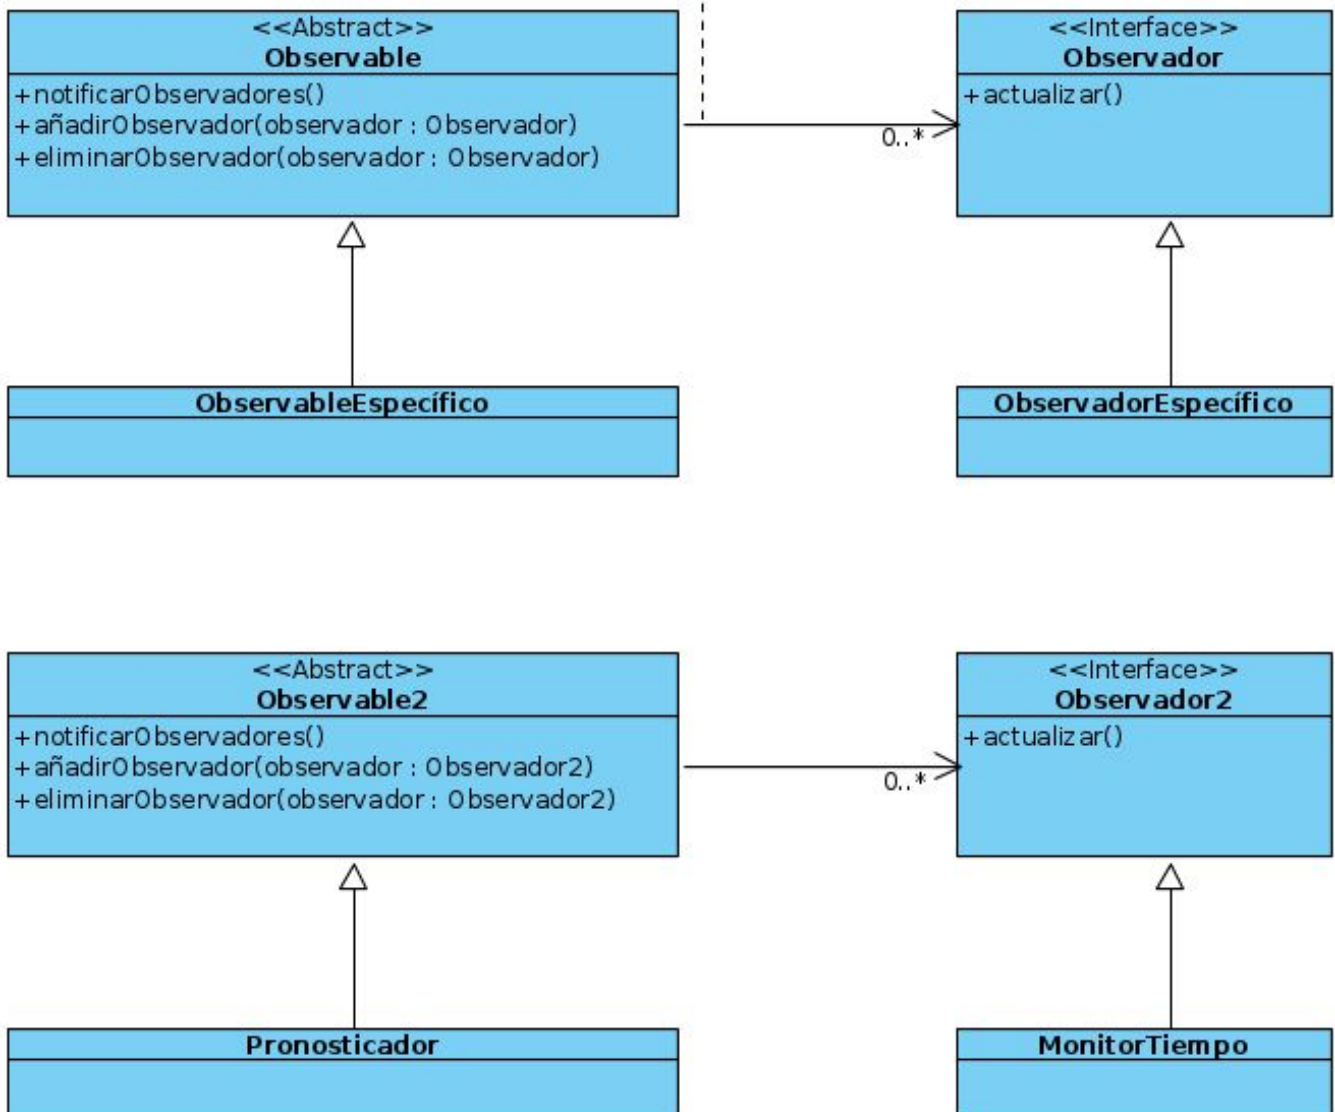 <<Abstract>>
Observable
+notificarObservadores()
+añadirObservador(observador : Observador)
+eliminarObservador(observador : Observador)
<<Interface>>
Observador
+actualizar()
0..*
ObservableEspecífico
ObservadorEspecífico
<<Abstract>>
Observable2
+notificarObservadores()
+añadirObservador(observador : Observador2)
+eliminarObservador(observador : Observador2)
<<Interface>>
Observador2
+actualizar()
0..*
Pronosticador
MonitorTiempo